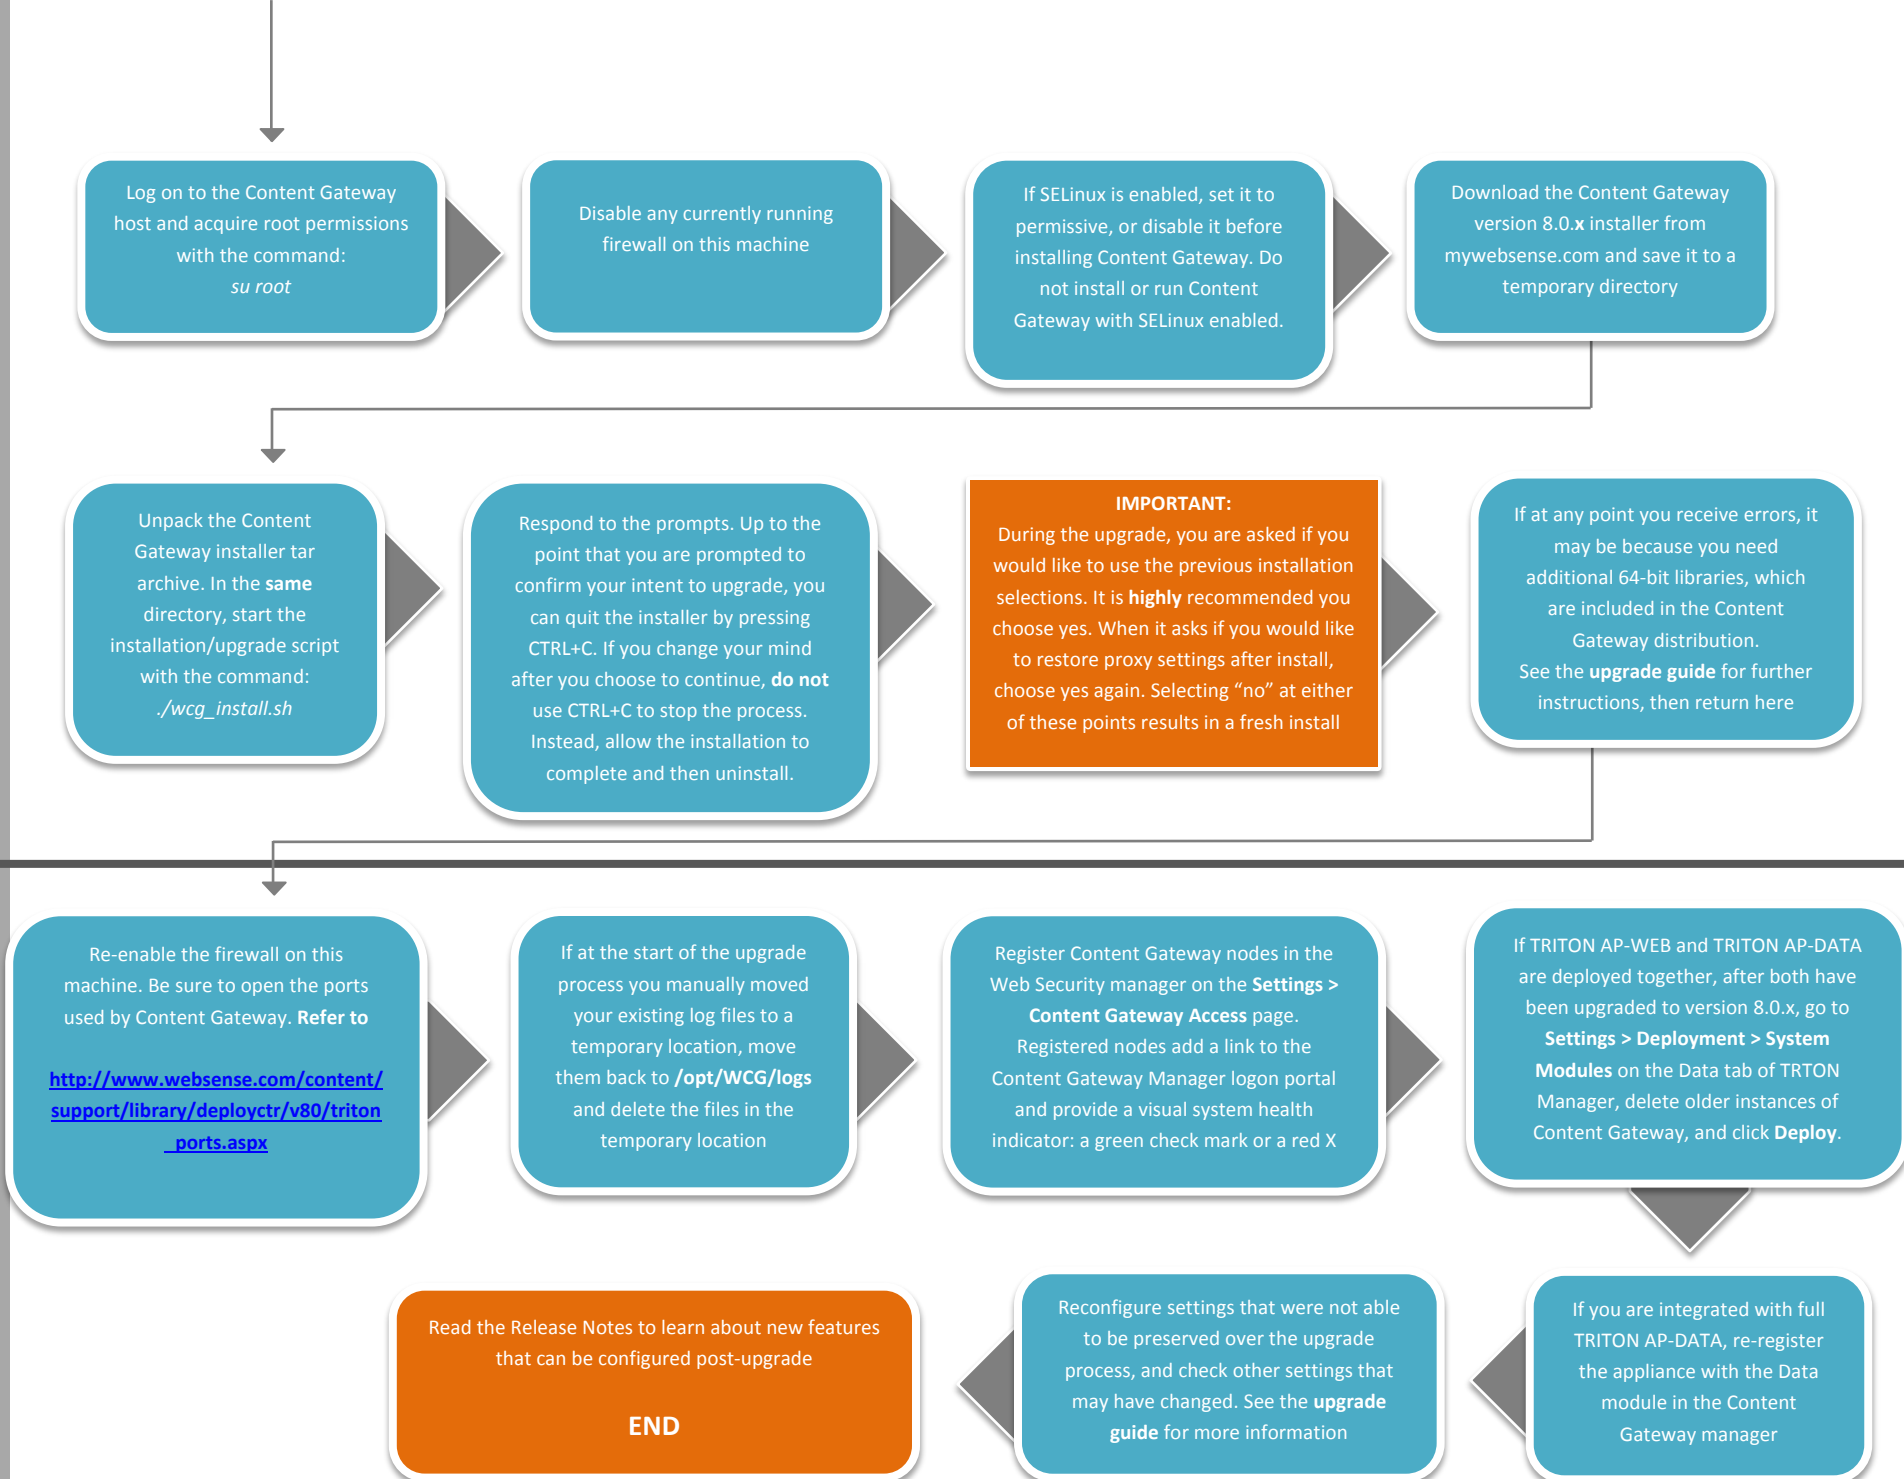 Log on to the Content Gateway
host and acquire root permissions
with the command:
su root
Disable any currently running
firewall on this machine
If SELinux is enabled, set it to
permissive, or disable it before
installing Content Gateway. Do
not install or run Content
Gateway with SELinux enabled.
Download the Content Gateway
version 8.0.x installer from
mywebsense.com and save it to a
temporary directory
Unpack the Content
Gateway installer tar
archive. In the same
directory, start the
installation/upgrade script
with the command:
./wcg_install.sh
Respond to the prompts. Up to the
point that you are prompted to
confirm your intent to upgrade, you
can quit the installer by pressing
CTRL+C. If you change your mind
after you choose to continue, do not
use CTRL+C to stop the process.
Instead, allow the installation to
complete and then uninstall.
IMPORTANT:
During the upgrade, you are asked if you
would like to use the previous installation
selections. It is highly recommended you
choose yes. When it asks if you would like
to restore proxy settings after install,
choose yes again. Selecting “no” at either
of these points results in a fresh install
If at any point you receive errors, it
may be because you need
additional 64-bit libraries, which
are included in the Content
Gateway distribution.
See the upgrade guide for further
instructions, then return here
Re-enable the firewall on this
machine. Be sure to open the ports
used by Content Gateway. Refer to
http://www.websense.com/content/
support/library/deployctr/v80/triton
_ports.aspx
If at the start of the upgrade
process you manually moved
your existing log files to a
temporary location, move
them back to /opt/WCG/logs
and delete the files in the
temporary location
Register Content Gateway nodes in the
Web Security manager on the Settings >
Content Gateway Access page.
Registered nodes add a link to the
Content Gateway Manager logon portal
and provide a visual system health
indicator: a green check mark or a red X
If TRITON AP-WEB and TRITON AP-DATA
are deployed together, after both have
been upgraded to version 8.0.x, go to
Settings > Deployment > System
Modules on the Data tab of TRTON
Manager, delete older instances of
Content Gateway, and click Deploy.
If you are integrated with full
TRITON AP-DATA, re-register
the appliance with the Data
module in the Content
Gateway manager
Reconfigure settings that were not able
to be preserved over the upgrade
process, and check other settings that
may have changed. See the upgrade
guide for more information
Read the Release Notes to learn about new features
that can be configured post-upgrade
END